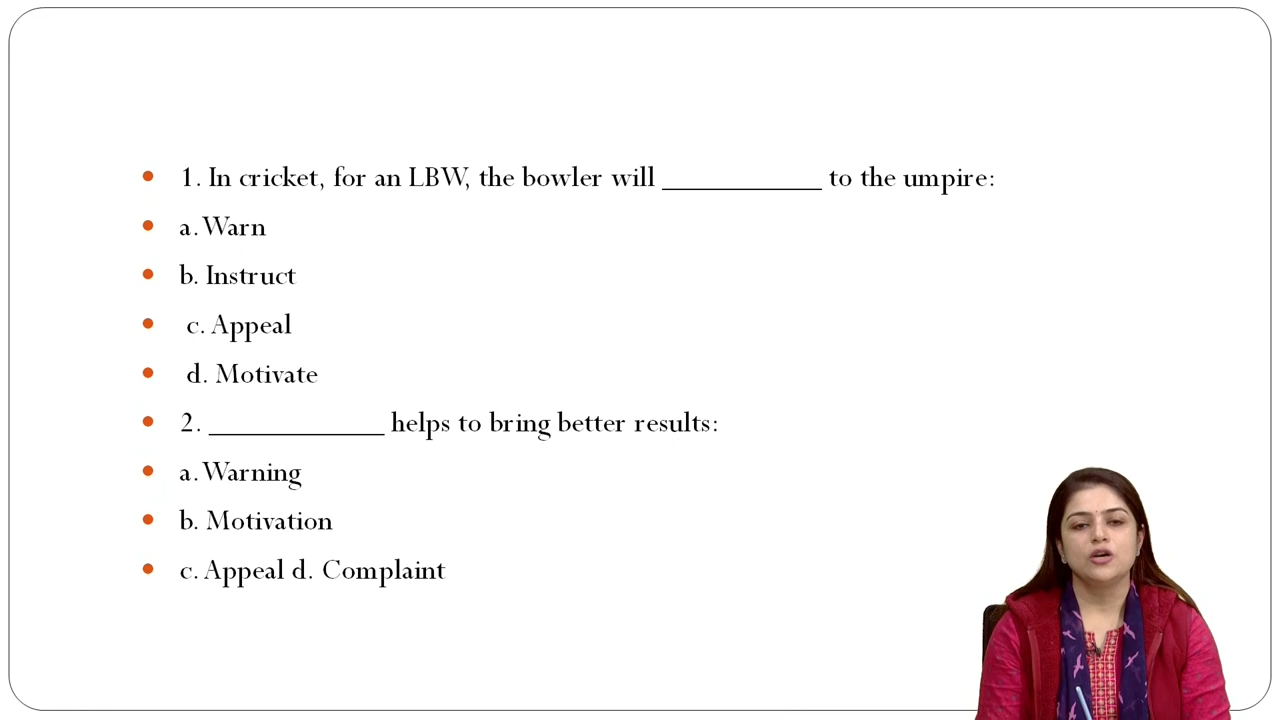 1. In cricket, for an LBW, the bowler will ___________ to the umpire:
a. Warn
b. Instruct
c. Appeal
d. Motivate
2. ____________ helps to bring better results:
a. Warning
b. Motivation
c. Appeal d. Complaint